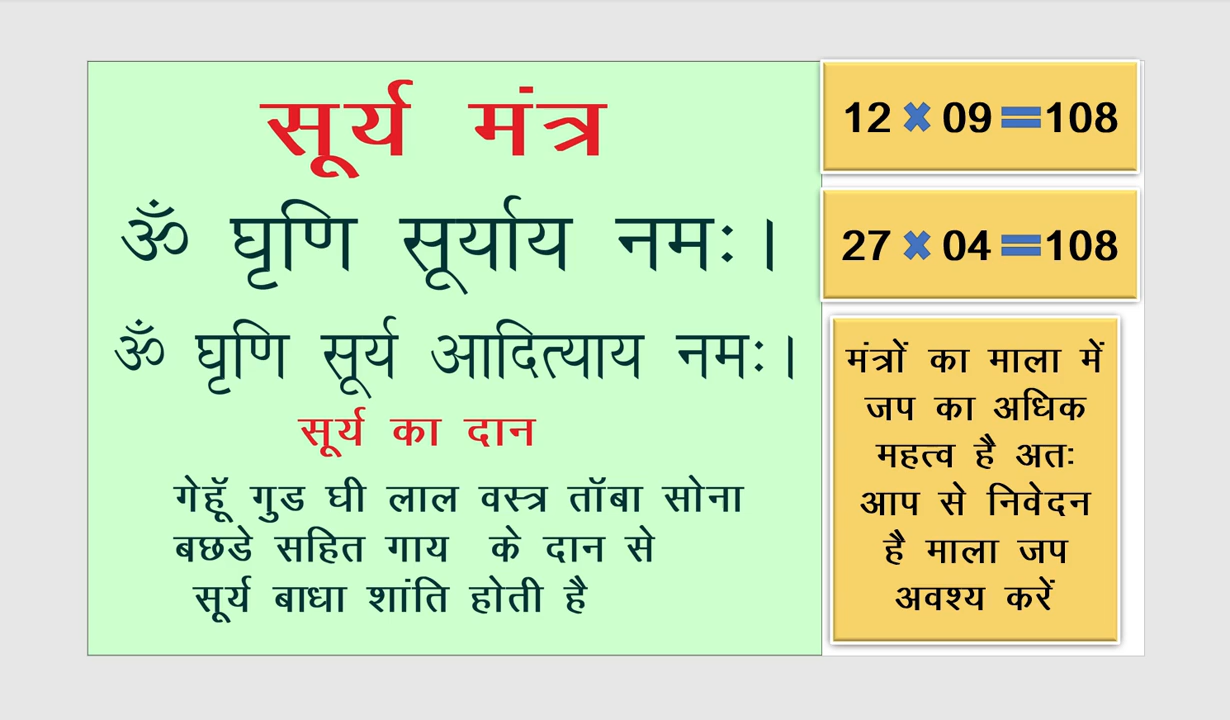 सूर्य मंत्र
ॐ घृणि सूर्याय नमः।
ॐ घृणि सूर्य आदित्याय नमः।
सूर्य का दान
गेहूॅ गुड घी लाल वस्त्र तॉबा सोना
बछडे सहित गाय के दान से
सूर्य बाधा शांति होती है
12 × 09 = 108
27 × 04 = 108
मंत्रों का माला में
जप का अधिक
महत्व है अतः
आप से निवेदन
है माला जप
अवश्य करें